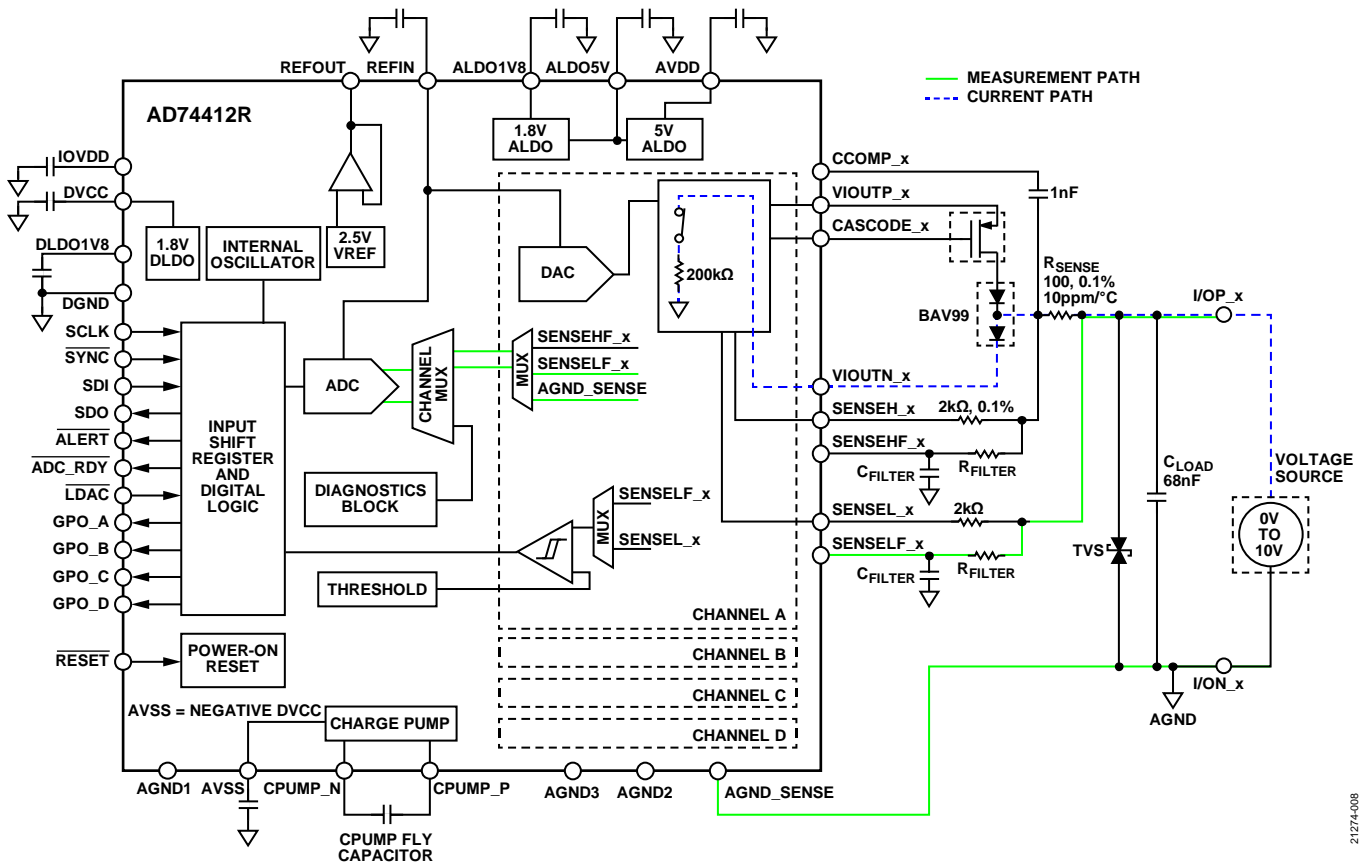 REFOUT
REFIN
ALDO1V8
ALDO5V
AVDD
MEASUREMENT PATH
CURRENT PATH
AD74412R
1.8V
ALDO
5V
ALDO
IOVDD
DVCC
DLDO1V8
DGND
SCLK
SYNC
SDI
SDO
ALERT
ADC_RDY
LDAC
GPO_A
GPO_B
GPO_C
GPO_D
RESET
1.8V
DLDO
INTERNAL
OSCILLATOR
2.5V
VREF
INPUT
SHIFT
REGISTER
AND
DIGITAL
LOGIC
POWER-ON
RESET
ADC
CHANNEL
MUX
DIAGNOSTICS
BLOCK
THRESHOLD
DAC
200kΩ
MUX
SENSEHF_x
SENSELF_x
AGND_SENSE
MUX
SENSELF_x
SENSEL_x
CHANNEL A
CHANNEL B
CHANNEL C
CHANNEL D
CCOMP_x
VIOUTP_x
CASCODE_x
VIOUTN_x
SENSEH_x
SENSEHF_x
SENSEL_x
SENSELF_x
1nF
BAV99
RSENSE
100, 0.1%
10ppm/°C
I/OP_x
2kΩ, 0.1%
CFILTER
RFILTER
2kΩ
CFILTER
RFILTER
TVS
CLOAD
68nF
VOLTAGE
SOURCE
0V
TO
10V
I/ON_x
AGND
AVSS = NEGATIVE DVCC
CHARGE PUMP
AGND1
AVSS
CPUMP_N
CPUMP_P
AGND3
AGND2
AGND_SENSE
CPUMP FLY
CAPACITOR
21274-008